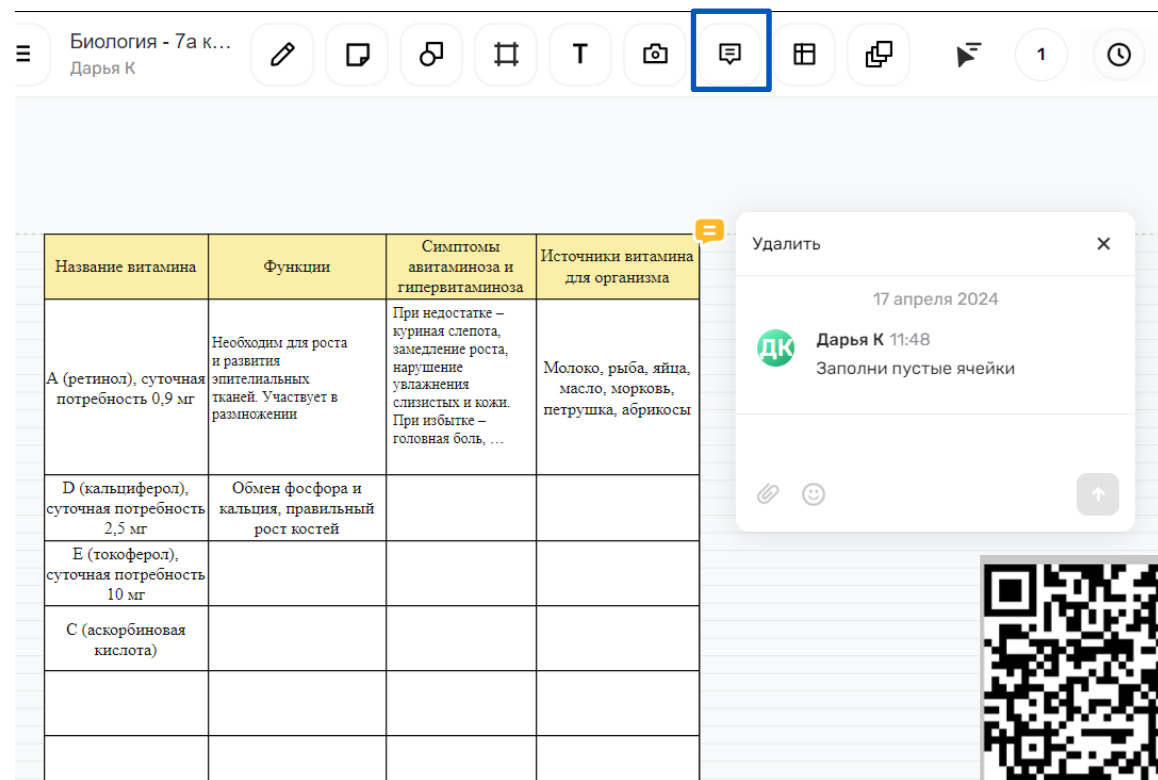 Биология - 7а к...
Дарья К
T
1
Название витамина
Функции
Симптомы
авитаминоза и
гипервитаминоза
Источники витамина
для организма
А (ретинол), суточная
потребность 0,9 мг
Необходим для роста
и развития
эпителиальных
тканей. Участвует в
размножении
При недостатке –
куриная слепота,
замедление роста,
нарушение
увлажнения
слизистых и кожи.
При избытке –
головная боль, …
Молоко, рыба, яйца,
масло, морковь,
петрушка, абрикосы
D (кальциферол),
суточная потребность
2,5 мг
Обмен фосфора и
кальция, правильный
рост костей
Е (токоферол),
суточная потребность
10 мг
С (аскорбиновая
кислота)
Удалить
17 апреля 2024
ДК
Дарья К 11:48
Заполни пустые ячейки